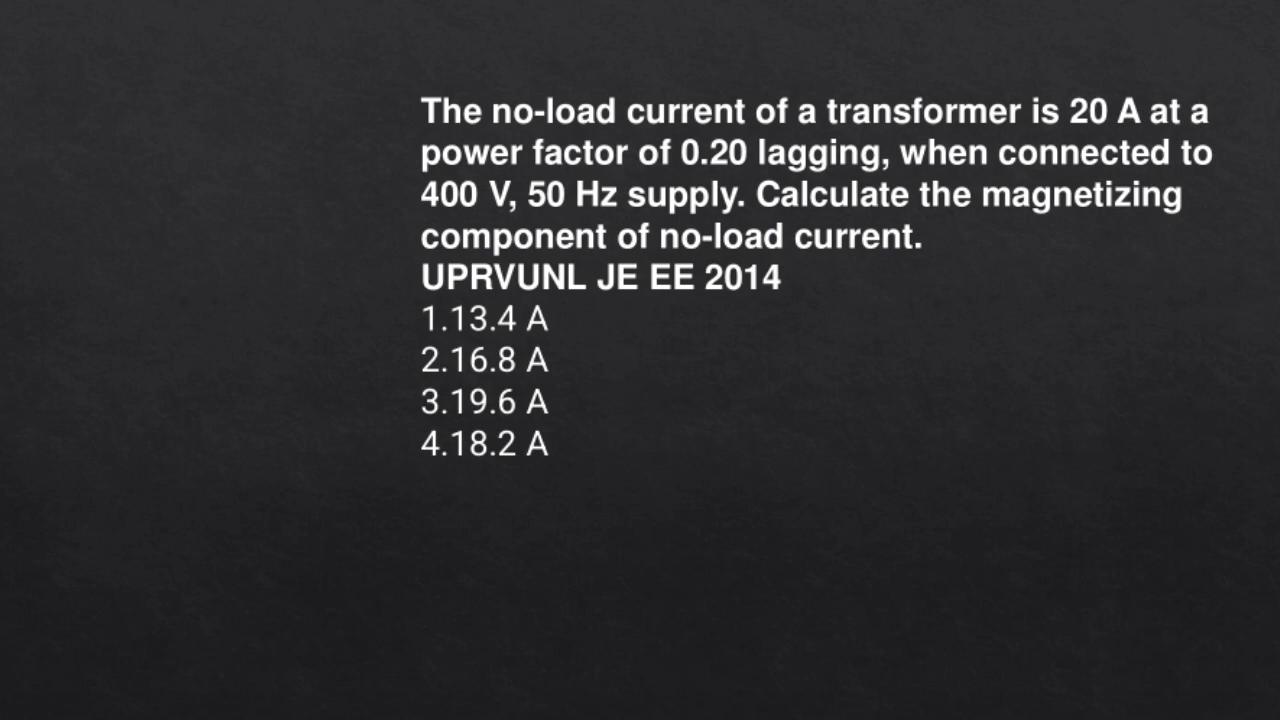 The no-load current of a transformer is 20 A at a
power factor of 0.20 lagging, when connected to
400 V, 50 Hz supply. Calculate the magnetizing
component of no-load current.
UPRVUNL JE EE 2014
1.13.4 A
2.16.8 A
3.19.6 A
4.18.2 A